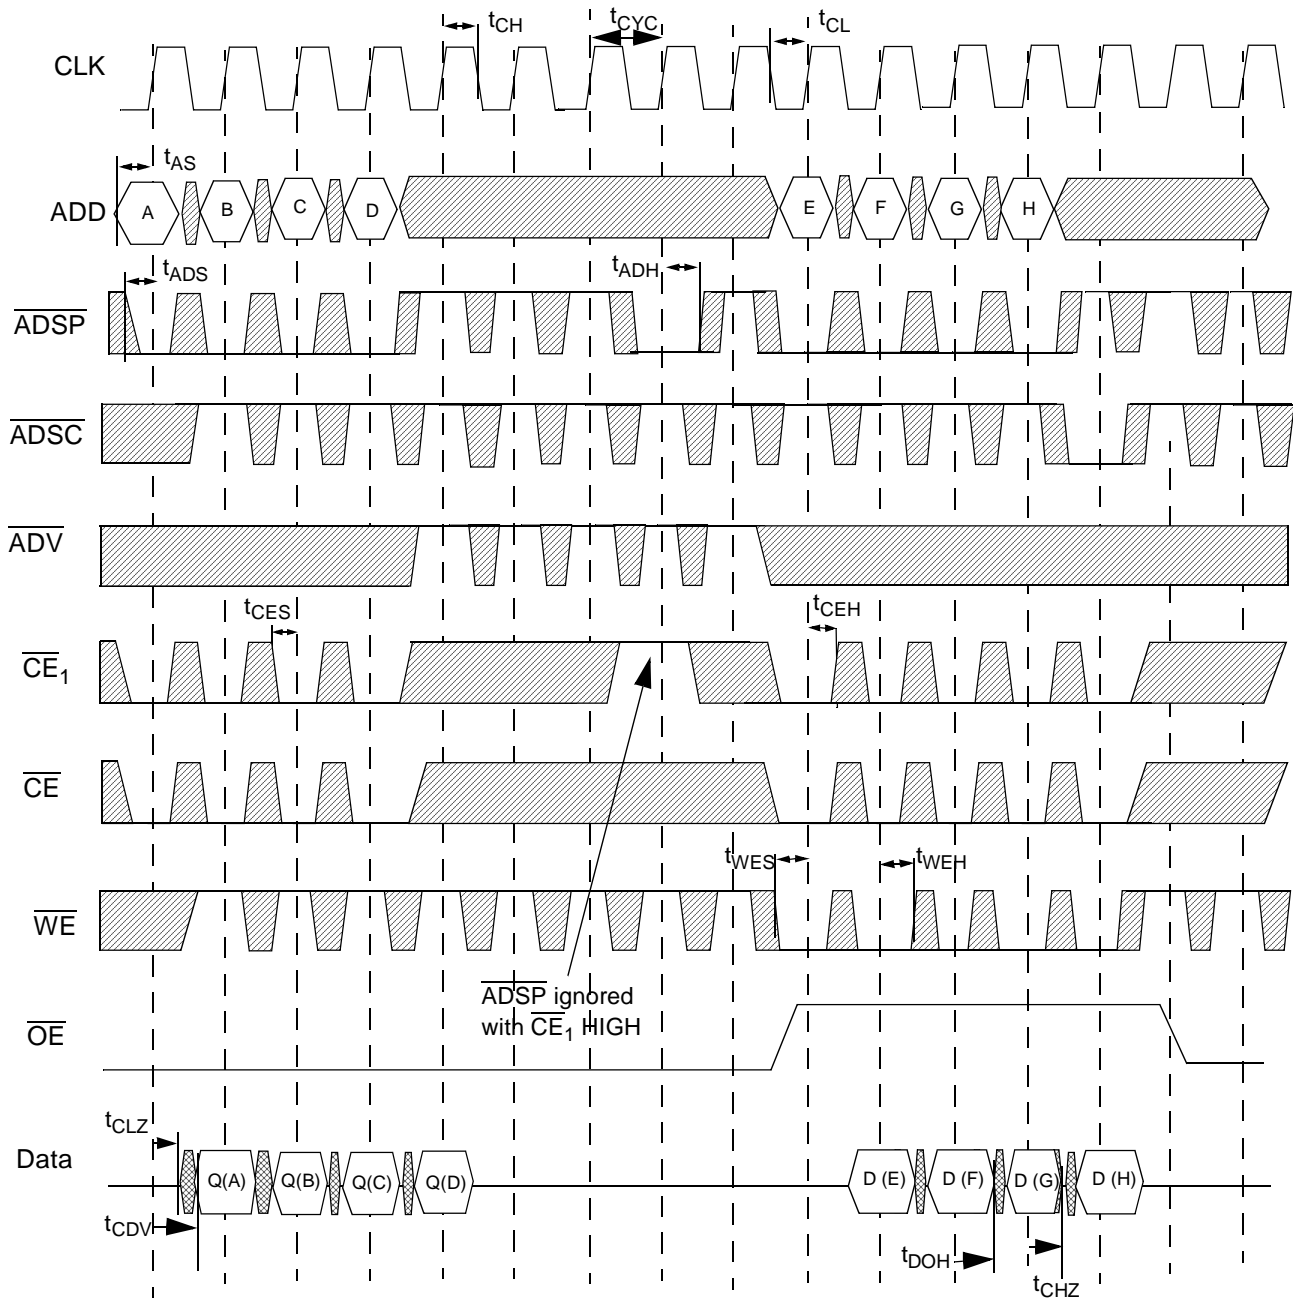 tCH tCYC tCL
CLK
tAS
ADD A B C D E F G H
tADS tADH
ADSP
ADSC
ADV
tCES tCEH
CE1
CE
tWES tWEH
WE
ADSP ignored
with CE1 HIGH
OE
tCLZ
Data Q(A) Q(B) Q(C) Q(D) D (E) D (F) D (G) D (H)
tCDV
tDOH
tCHZ